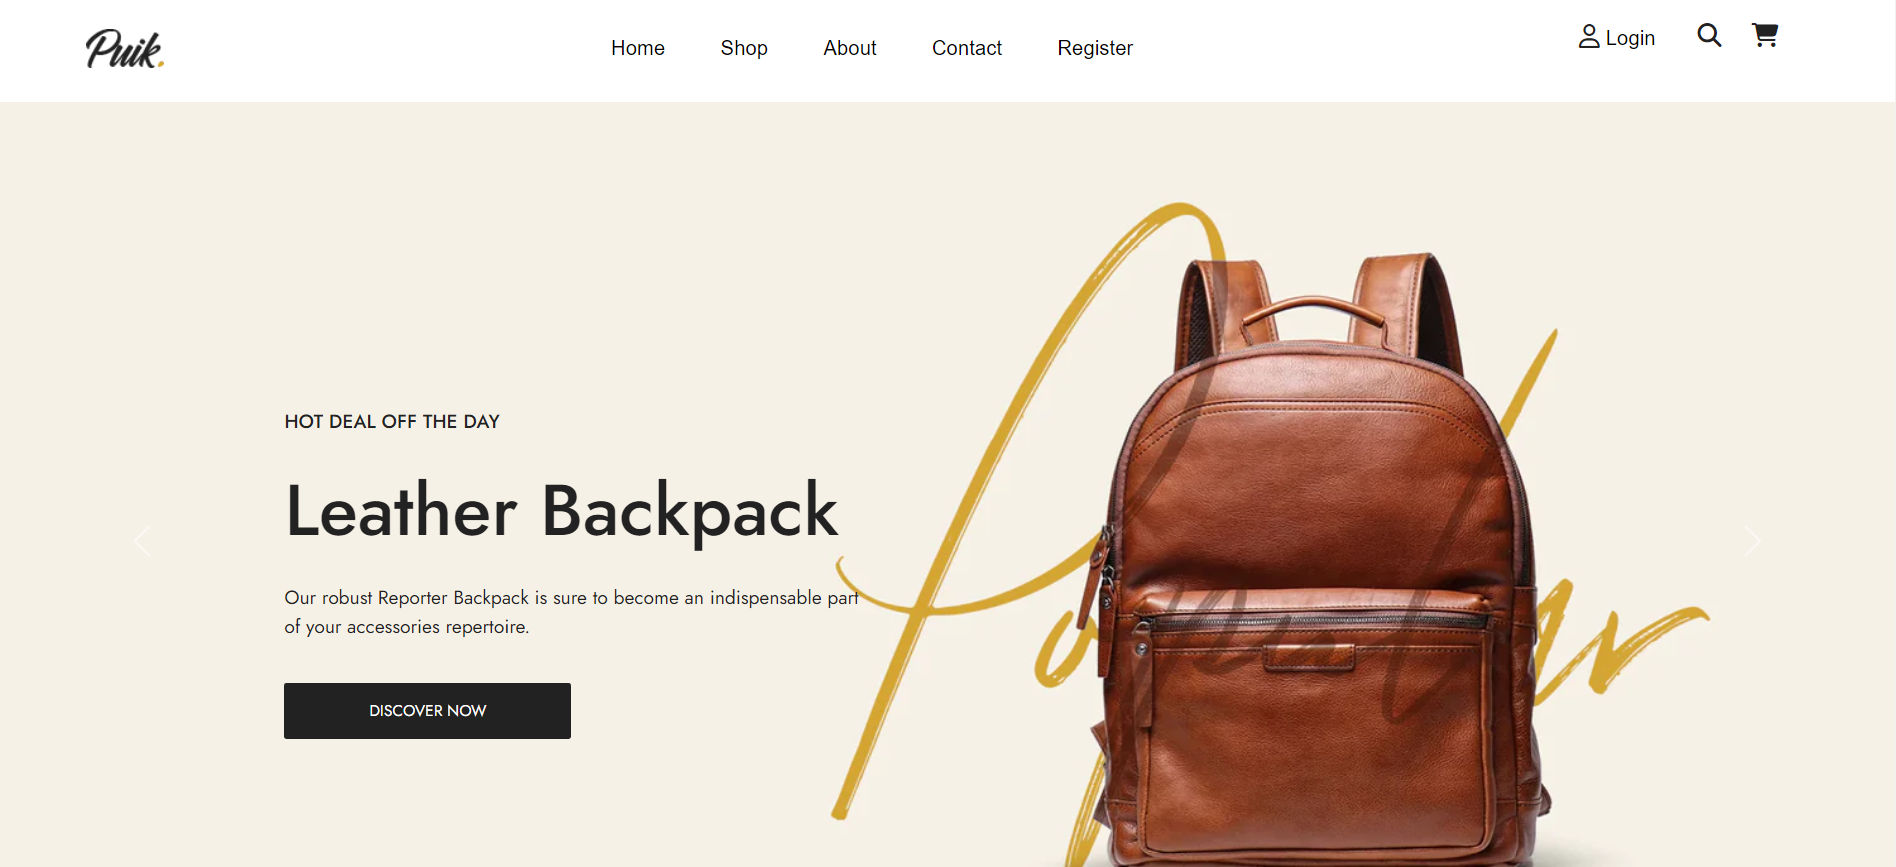 Puik.
Home Shop About Contact Register
Login
HOT DEAL OFF THE DAY
Leather Backpack
Our robust Reporter Backpack is sure to become an indispensable part
of your accessories repertoire.
DISCOVER NOW